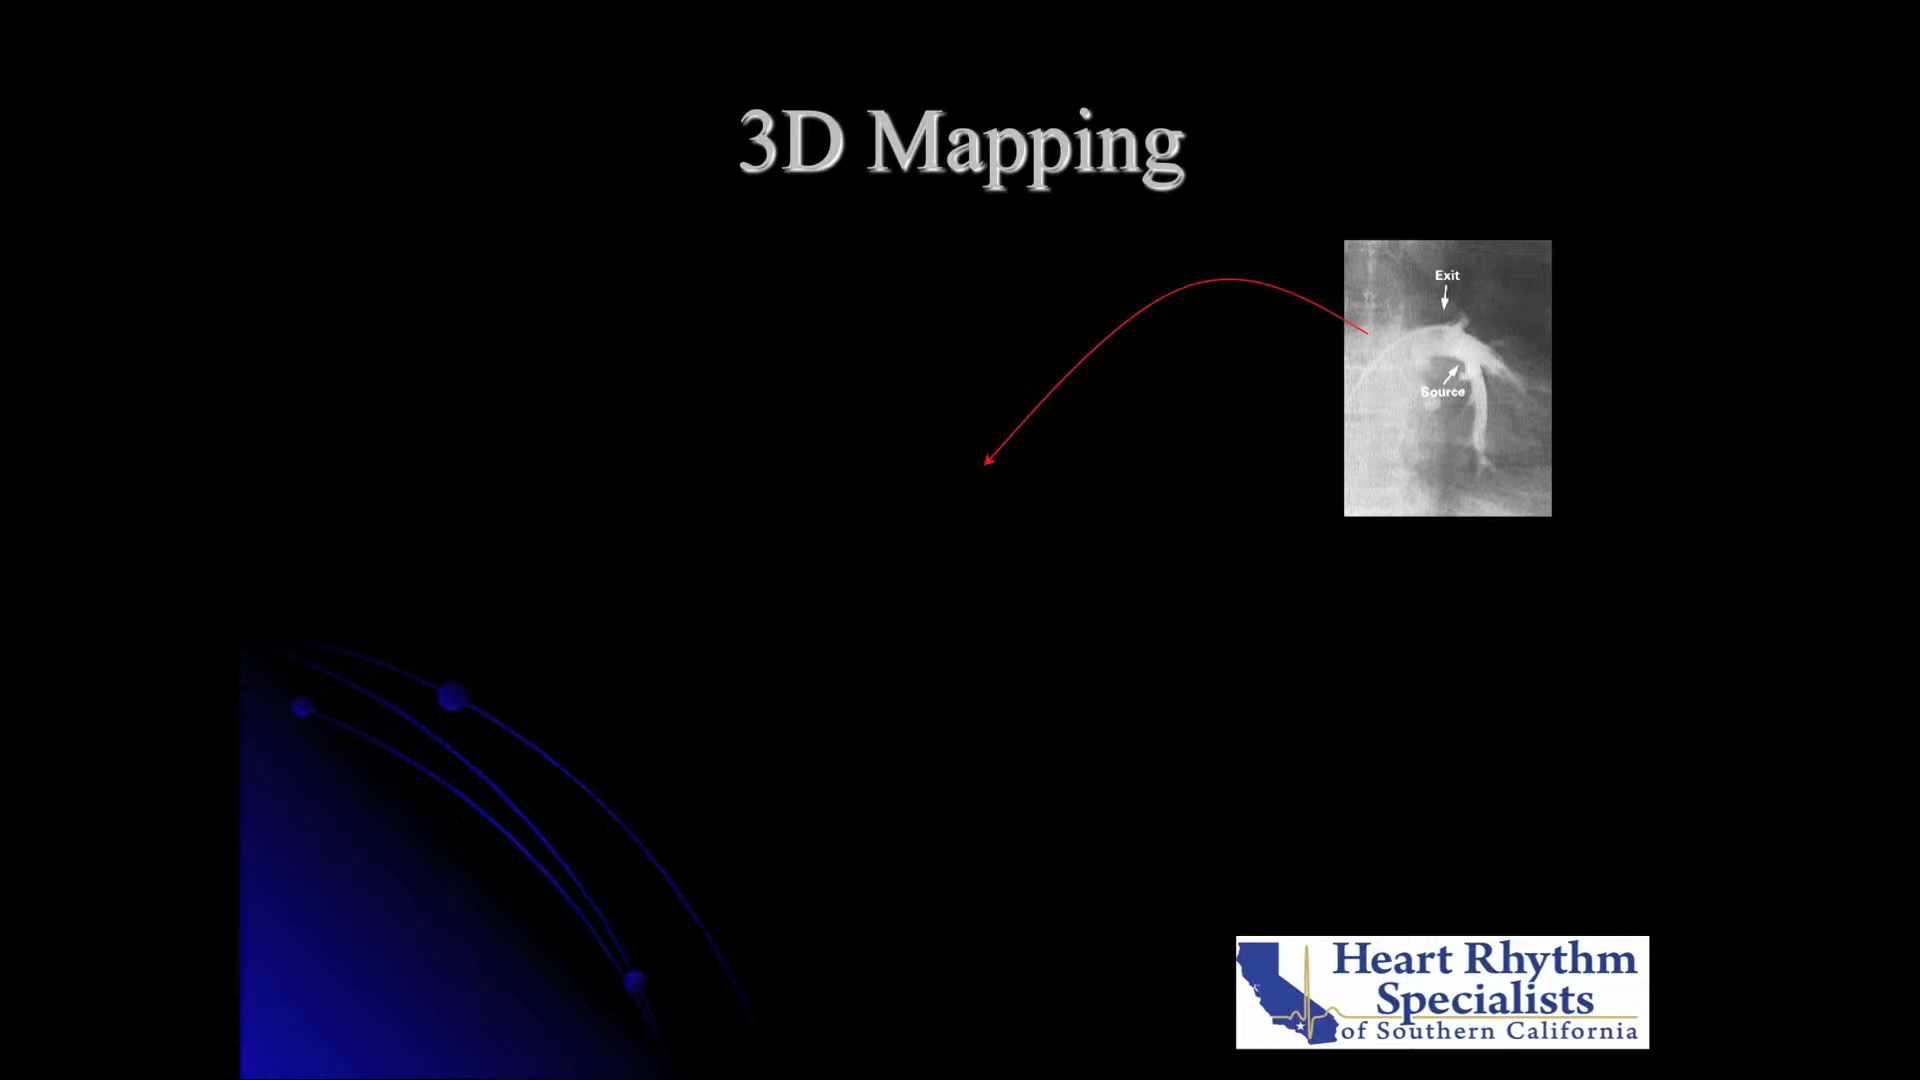 3D Mapping
Exit
Source
Heart Rhythm
Specialists
of Southern California